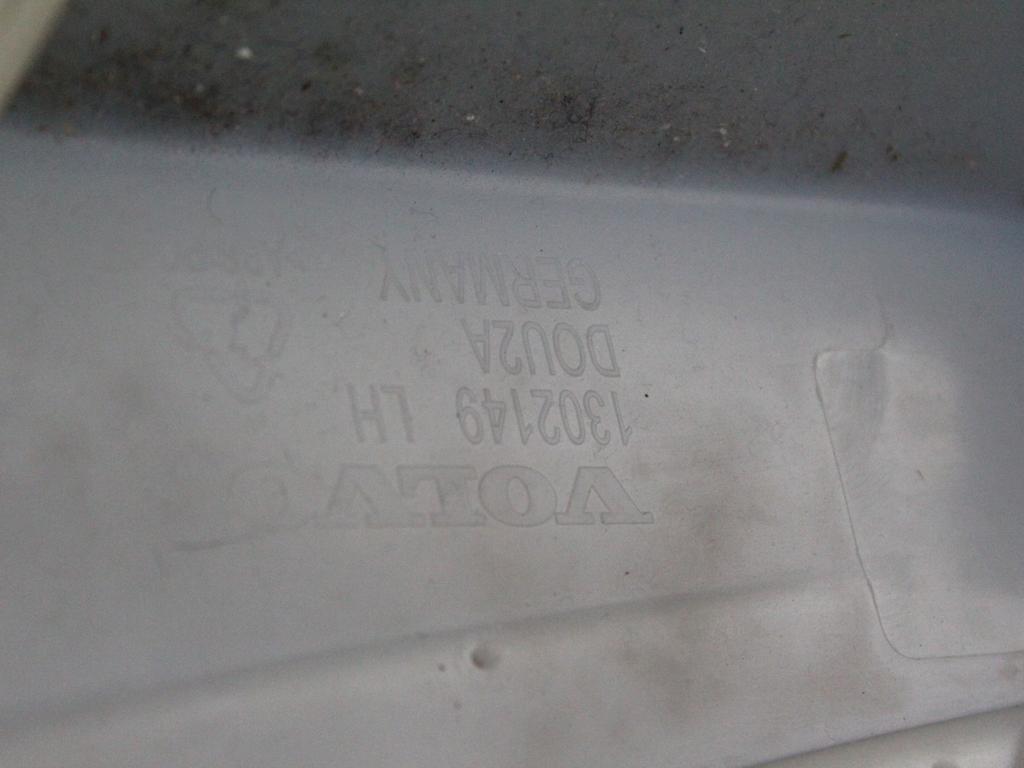 VOLVO
1302149 LH
DOU2A
GERMANY